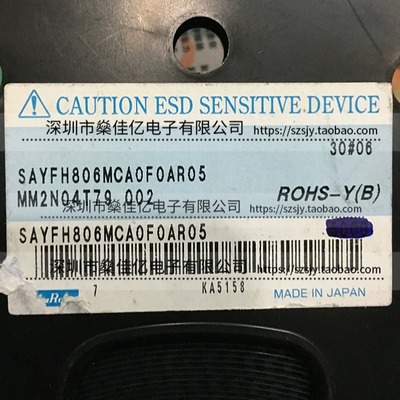 CAUTION ESD SENSITIVE DEVICE
深圳市燊佳亿电子有限公司 https://szsjy.taobao.com
30#06
SAYFH806MCA0F0AR05
MM2N04T79 002 ROHS-Y(B)
深圳市燊佳亿电子有限公司 https://szsjy.taobao.com
SAYFH806MCA0F0AR05
深圳市燊佳亿电子有限公司 https://szsjy.taobao.com
7 KA5158 MADE IN JAPAN